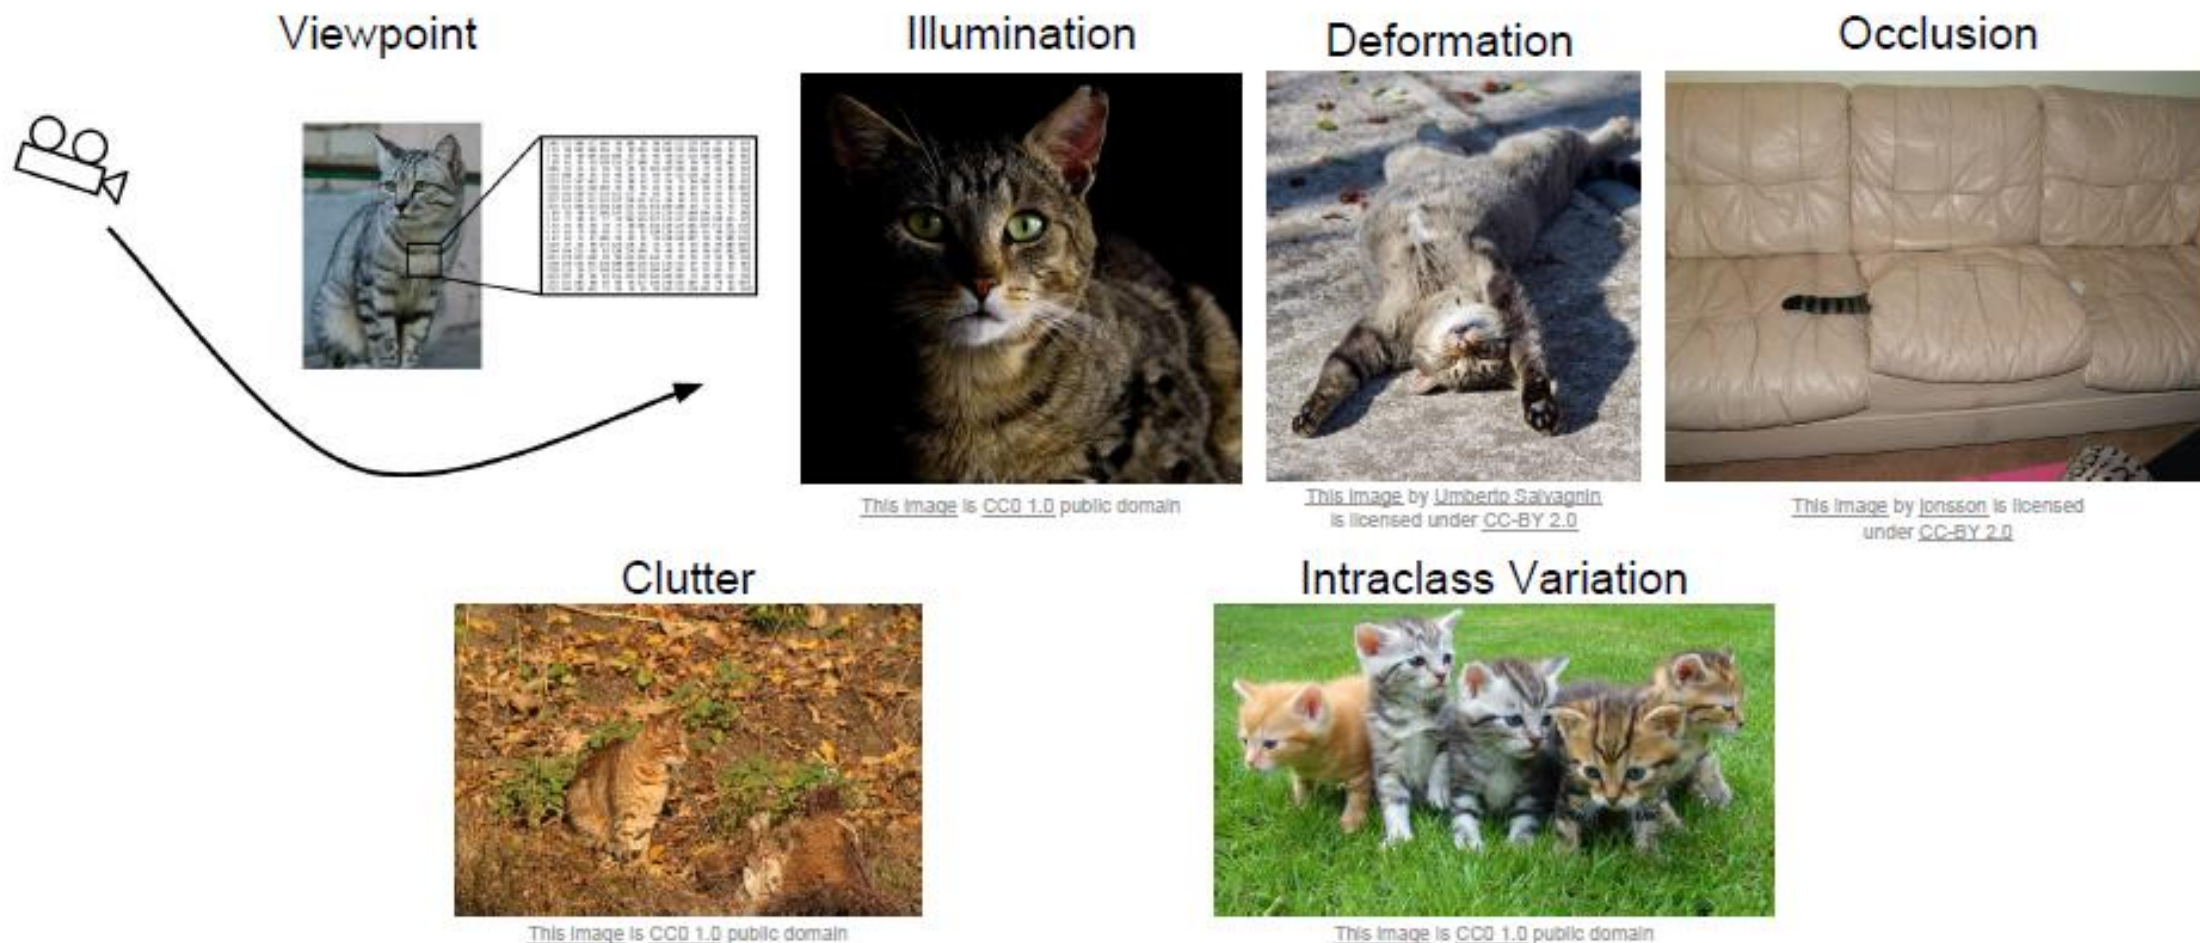 Viewpoint
Illumination
Deformation
Occlusion
This image is CC0 1.0 public domain
This image by Umberto Salvagnin
is licensed under CC-BY 2.0
This image by jonsson is licensed
under CC-BY 2.0
Clutter
Intraclass Variation
This image is CC0 1.0 public domain
This image is CC0 1.0 public domain